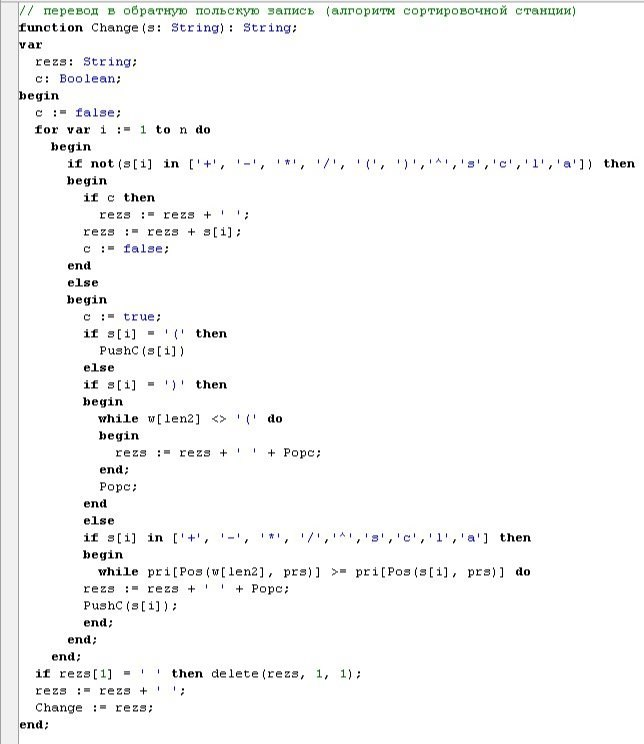 // перевод в обратную польскую запись (алгоритм сортировочной станции)
function Change(s: String): String;
var
  rezs: String;
  c: Boolean;
begin
  c := false;
  for var i := 1 to n do
    begin
      if not(s[i] in ['+', '-', '*', '/', '(', ')','^','s','c','l','a']) then
      begin
        if c then
          rezs := rezs + ' ';
        rezs := rezs + s[i];
        c := false;
      end
      else
      begin
        c := true;
        if s[i] = '(' then
          PushC(s[i])
        else
        if s[i] = ')' then
        begin
          while w[len2] <> '(' do
          begin
            rezs := rezs + ' ' + Popc;
          end;
          Popc;
        end
        else
        if s[i] in ['+', '-', '*', '/','^','s','c','l','a'] then
        begin
          while pri[Pos(w[len2], prs)] >= pri[Pos(s[i], prs)] do
        rezs := rezs + ' ' + Popc;
        PushC(s[i]);
        end;
      end;
    end;
  if rezs[1] = ' ' then delete(rezs, 1, 1);
  rezs := rezs + ' ';
  Change := rezs;
end;